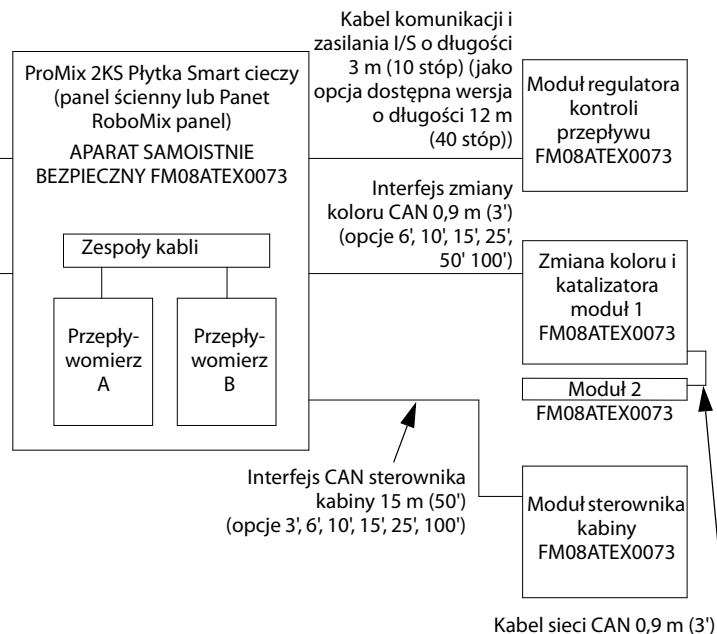 Kabel komunikacji i
zasilania I/S o długości
3 m (10 stóp) (jako
opcja dostępna wersja
o długości 12 m
(40 stóp))
ProMix 2KS Płytka Smart cieczy
(panel ścienny lub Panet
RoboMix panel)
APARAT SAMOISTNIE
BEZPIECZNY FM08ATEX0073
Moduł regulatora
kontroli
przepływu
FM08ATEX0073
Interfejs zmiany
koloru CAN 0,9 m (3')
(opcje 6', 10', 15', 25',
50' 100')
Zespoły kabli
Przepły-
womierz
A
Przepły-
womierz
B
Zmiana koloru i
katalizatora
moduł 1
FM08ATEX0073
Moduł 2
FM08ATEX0073
Interfejs CAN sterownika
kabiny 15 m (50')
(opcje 3', 6', 10', 15', 25', 100')
Moduł sterownika
kabiny
FM08ATEX0073
Kabel sieci CAN 0,9 m (3')